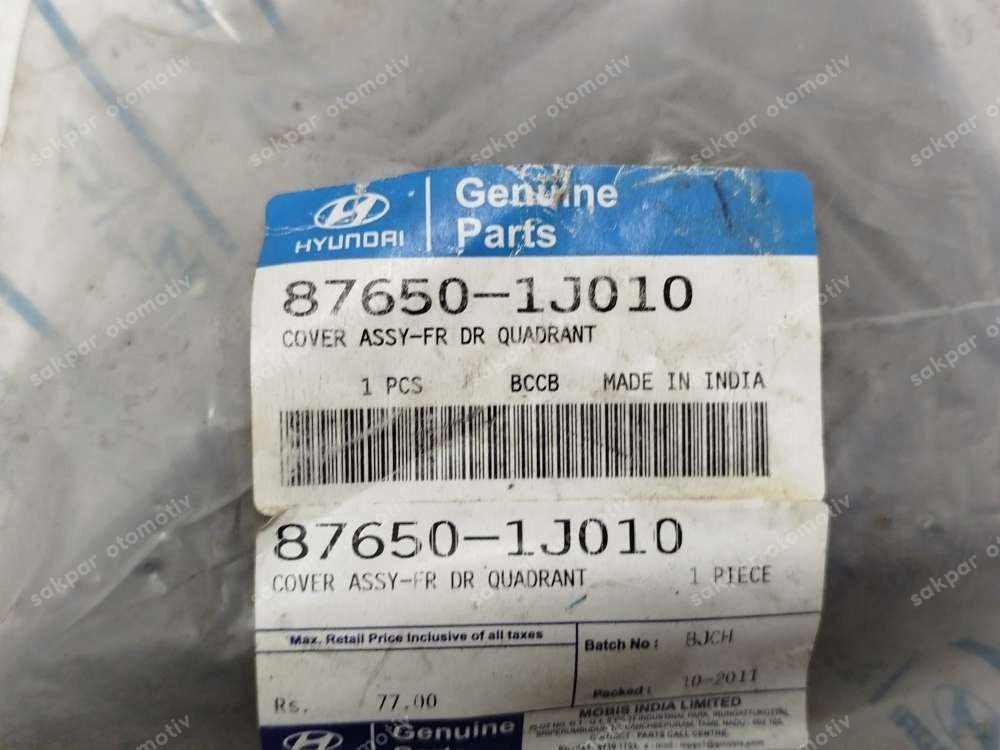 HYUNDAI
Genuine
Parts
87650-1J010
COVER ASSY-FR DR QUADRANT
1 PCS BCCB MADE IN INDIA
87650-1J010
COVER ASSY-FR DR QUADRANT 1 PIECE
Max. Retail Price Inclusive of all taxes
Batch No : BJCH
Rs. 77.00
Packed : 10-2011
MOBIS INDIA LIMITED
Genuine
sakpar otomotiv